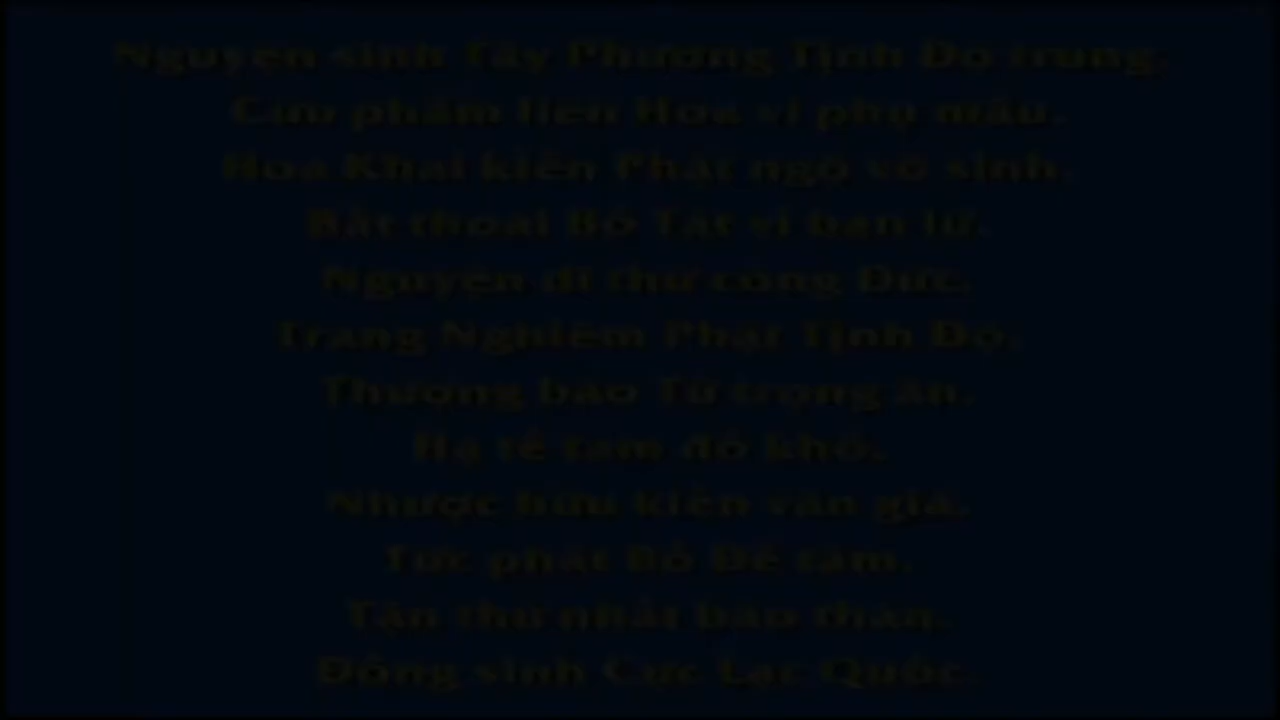 Nguyện sinh Tây Phương Tịnh Độ trung,
Cửu phẩm liên Hoa vi phụ mẫu.
Hoa Khai kiến Phật ngộ vô sinh,
Bất thoái Bồ Tát vi bạn lữ.
Nguyện dĩ thử công Đức,
Trang Nghiêm Phật Tịnh Độ,
Thượng báo Tứ trọng ân,
Hạ tế tam đồ khổ,
Nhược hữu kiến văn giả,
Tức phát Bồ Đề tâm,
Tận thử nhất báo thân,
Đồng sinh Cực Lạc Quốc.